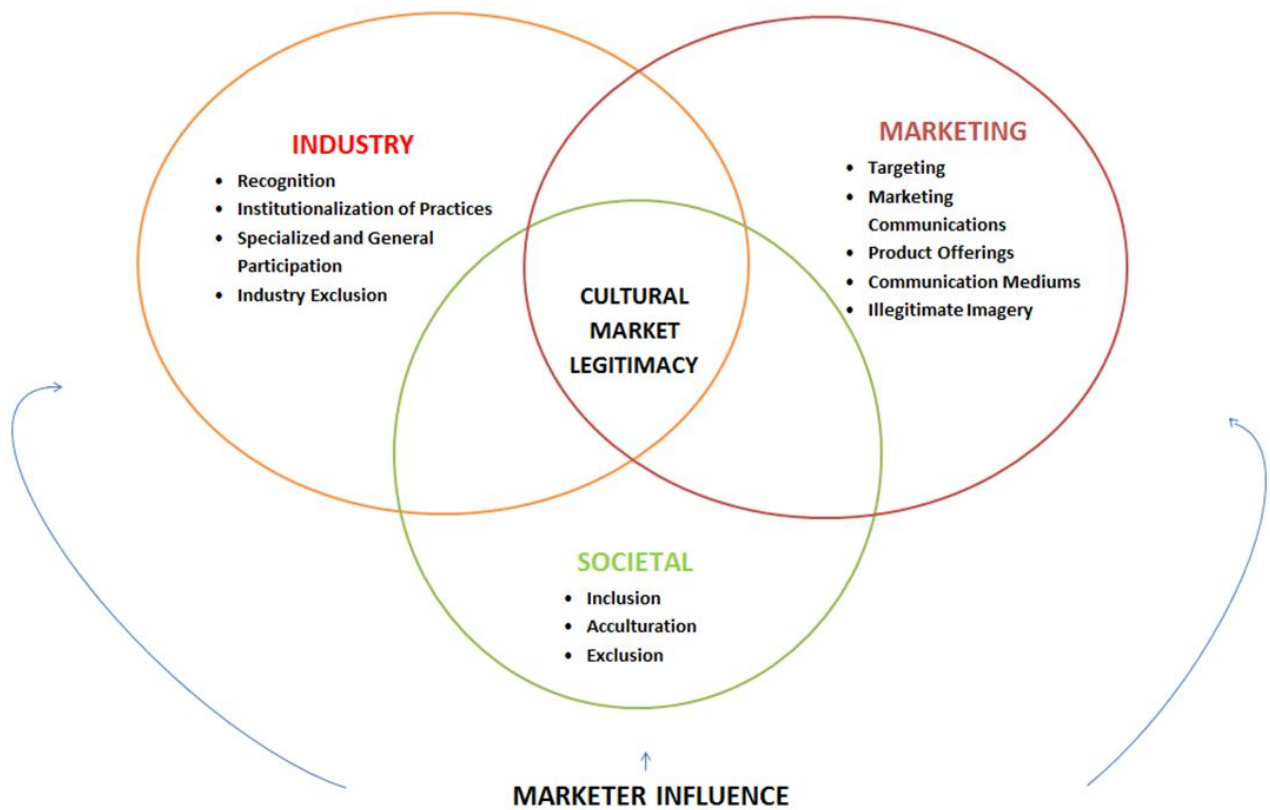 INDUSTRY
• Recognition
• Institutionalization of Practices
• Specialized and General
Participation
• Industry Exclusion
MARKETING
• Targeting
• Marketing
Communications
• Product Offerings
• Communication Mediums
• Illegitimate Imagery
CULTURAL
MARKET
LEGITIMACY
SOCIETAL
• Inclusion
• Acculturation
• Exclusion
MARKETER INFLUENCE